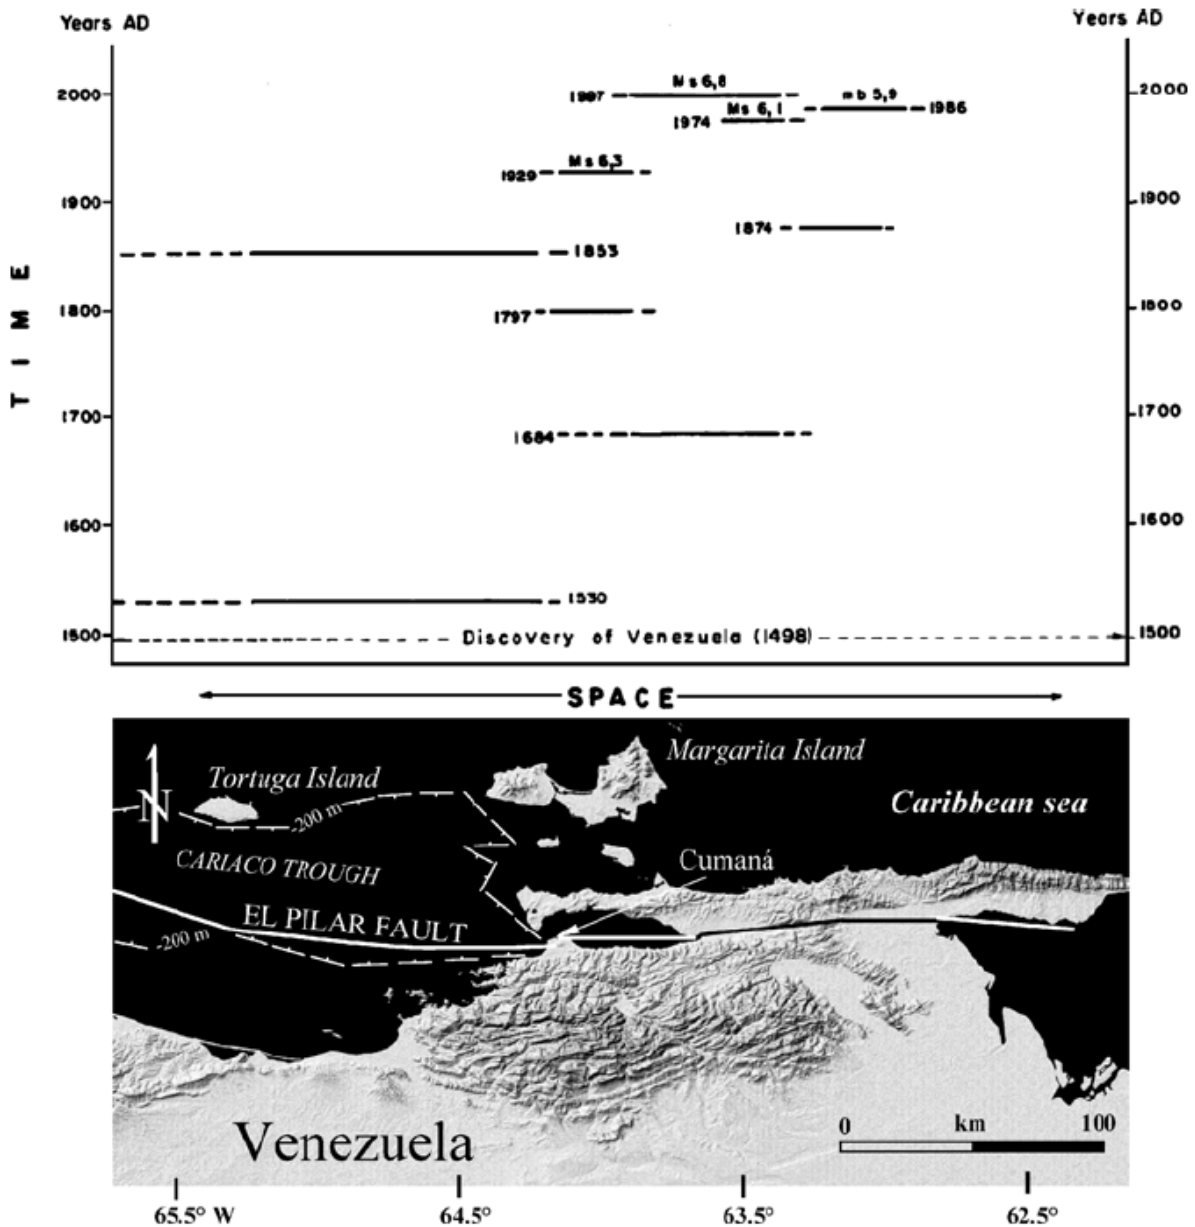 Years AD
Years AD
2000
2000
1997
Ms 6,8
mb 5,9
1986
1974
Ms 6,1
1929
Ms 6,3
1900
1900
1874
1853
1800
1800
1797
1700
1700
1684
1600
1600
1530
1500
1500
Discovery of Venezuela (1498)
TIME
SPACE
N
Tortuga Island
Margarita Island
Caribbean sea
-200 m
CARIACO TROUGH
Cumaná
EL PILAR FAULT
-200 m
Venezuela
0 km 100
65.5° W
64.5°
63.5°
62.5°